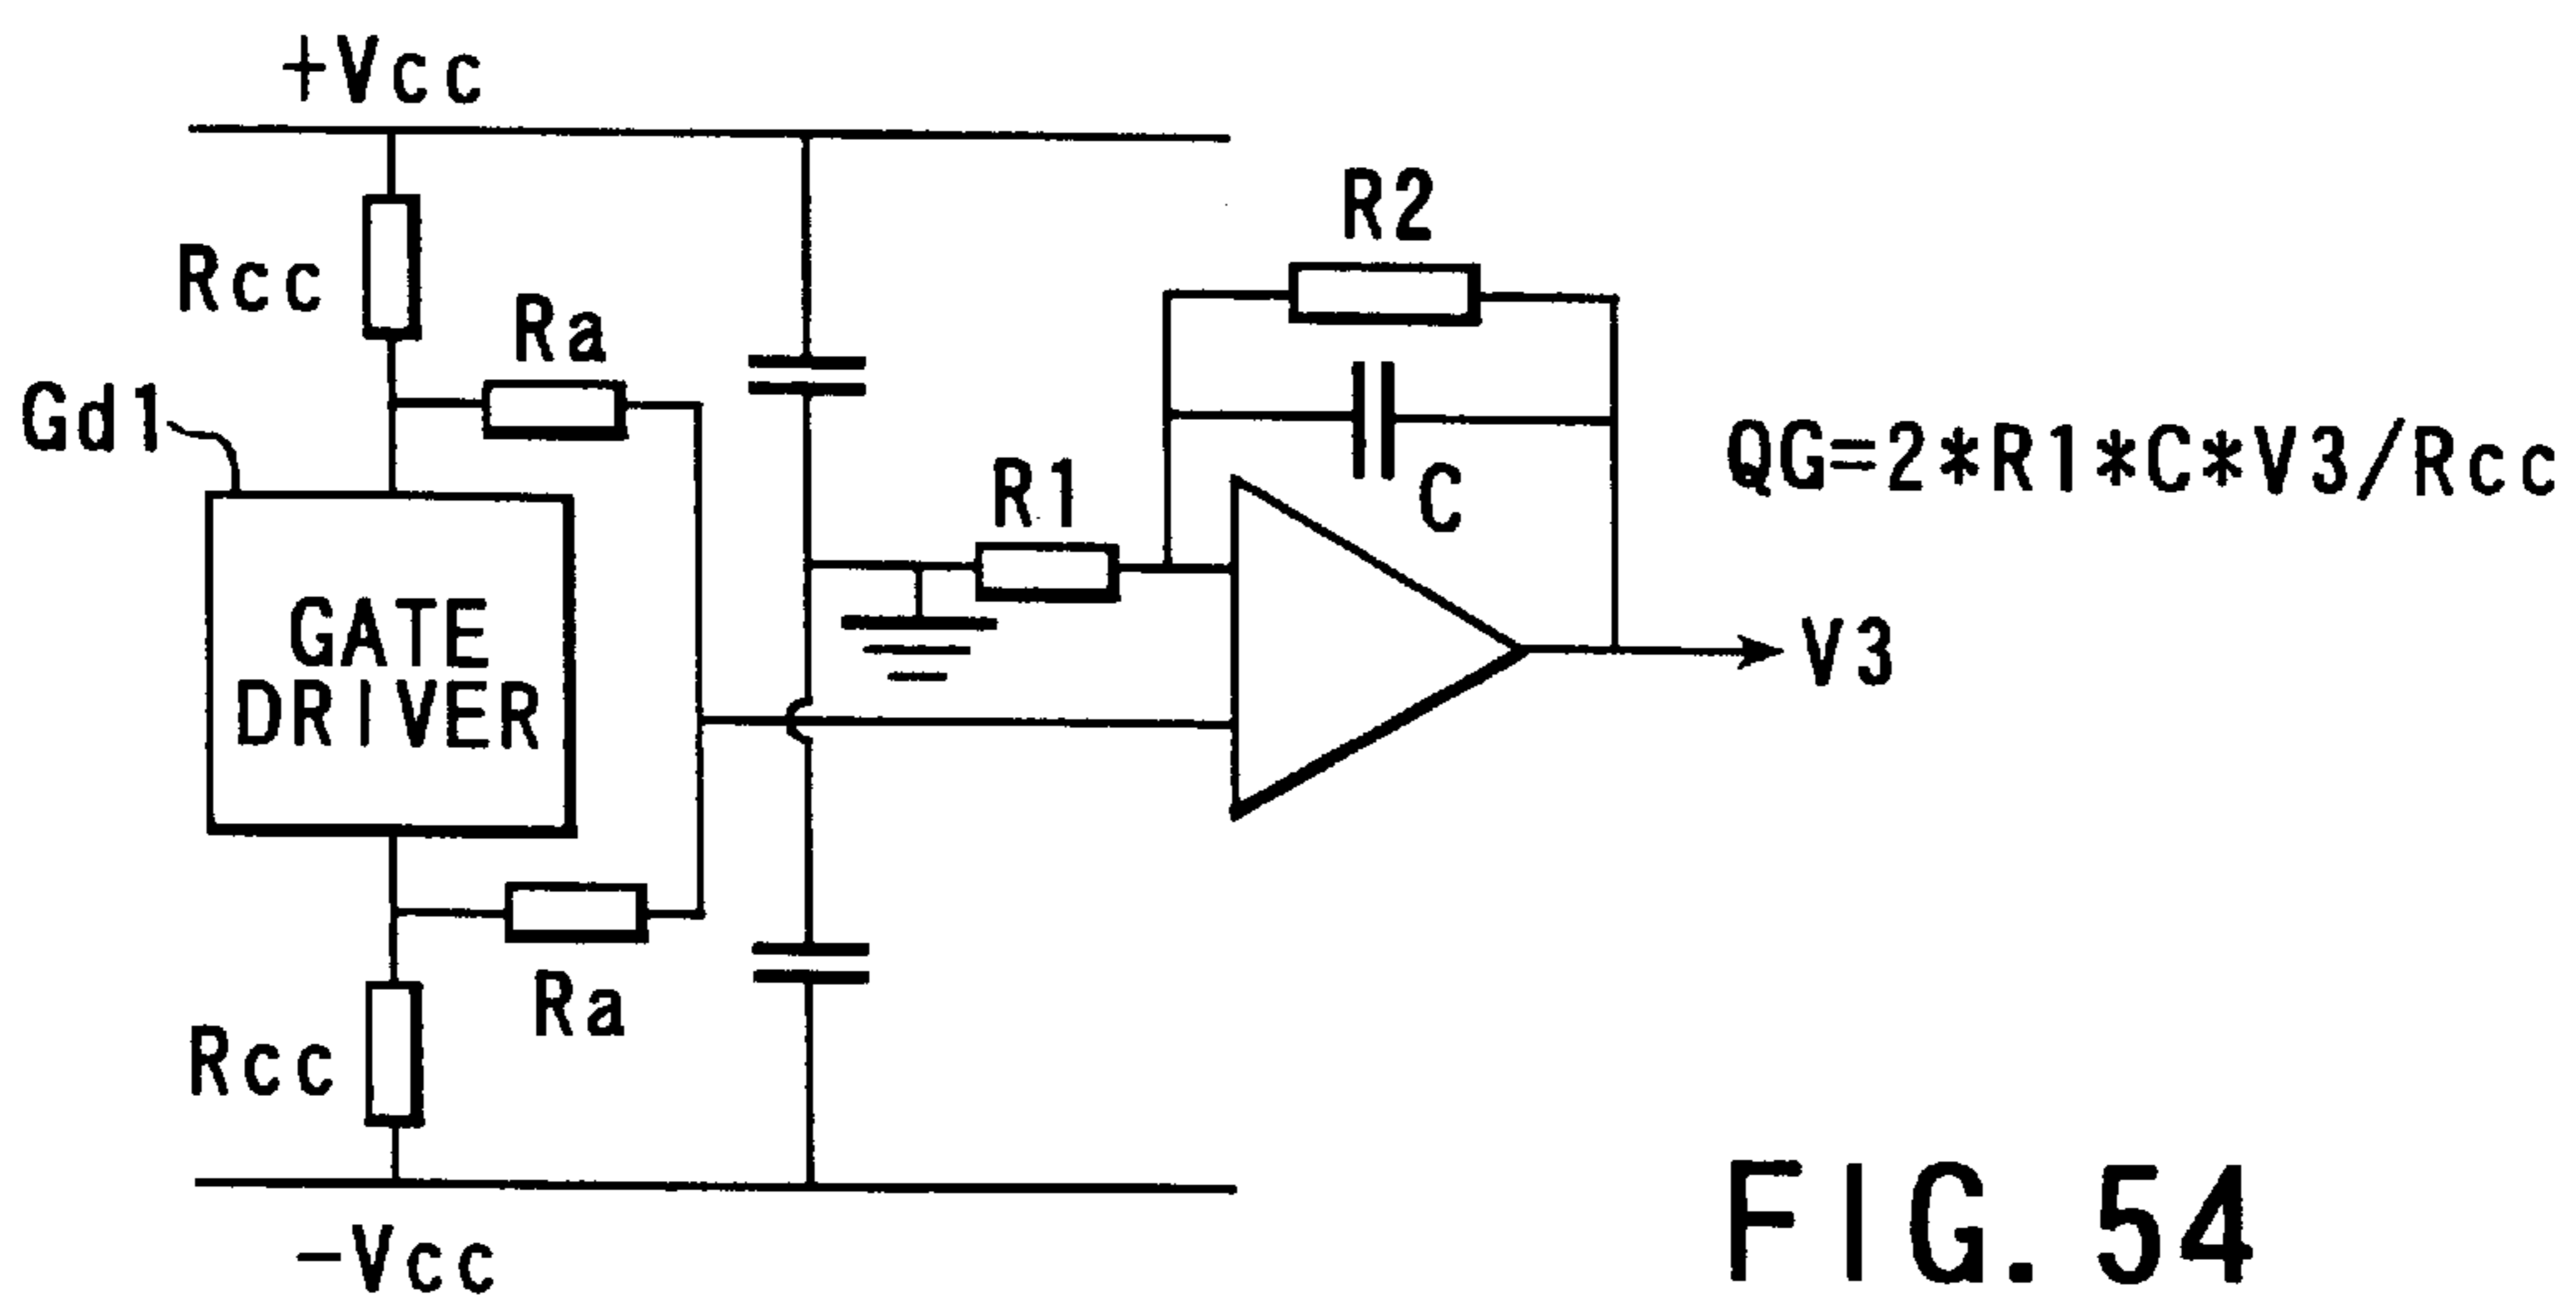 +Vcc
R2
Rcc
Ra
Gd1
R1
C
QG=2*R1*C*V3/Rcc
GATE
DRIVER
V3
Ra
Rcc
-Vcc
FIG. 54